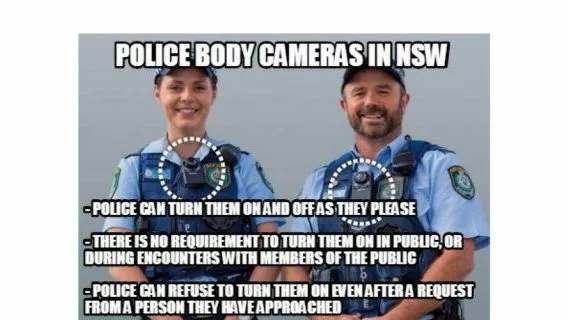 POLICE BODY CAMERAS IN NSW
- POLICE CAN TURN THEM ON AND OFF AS THEY PLEASE
- THERE IS NO REQUIREMENT TO TURN THEM ON IN PUBLIC, OR
DURING ENCOUNTERS WITH MEMBERS OF THE PUBLIC
- POLICE CAN REFUSE TO TURN THEM ON EVEN AFTER A REQUEST
FROM A PERSON THEY HAVE APPROACHED